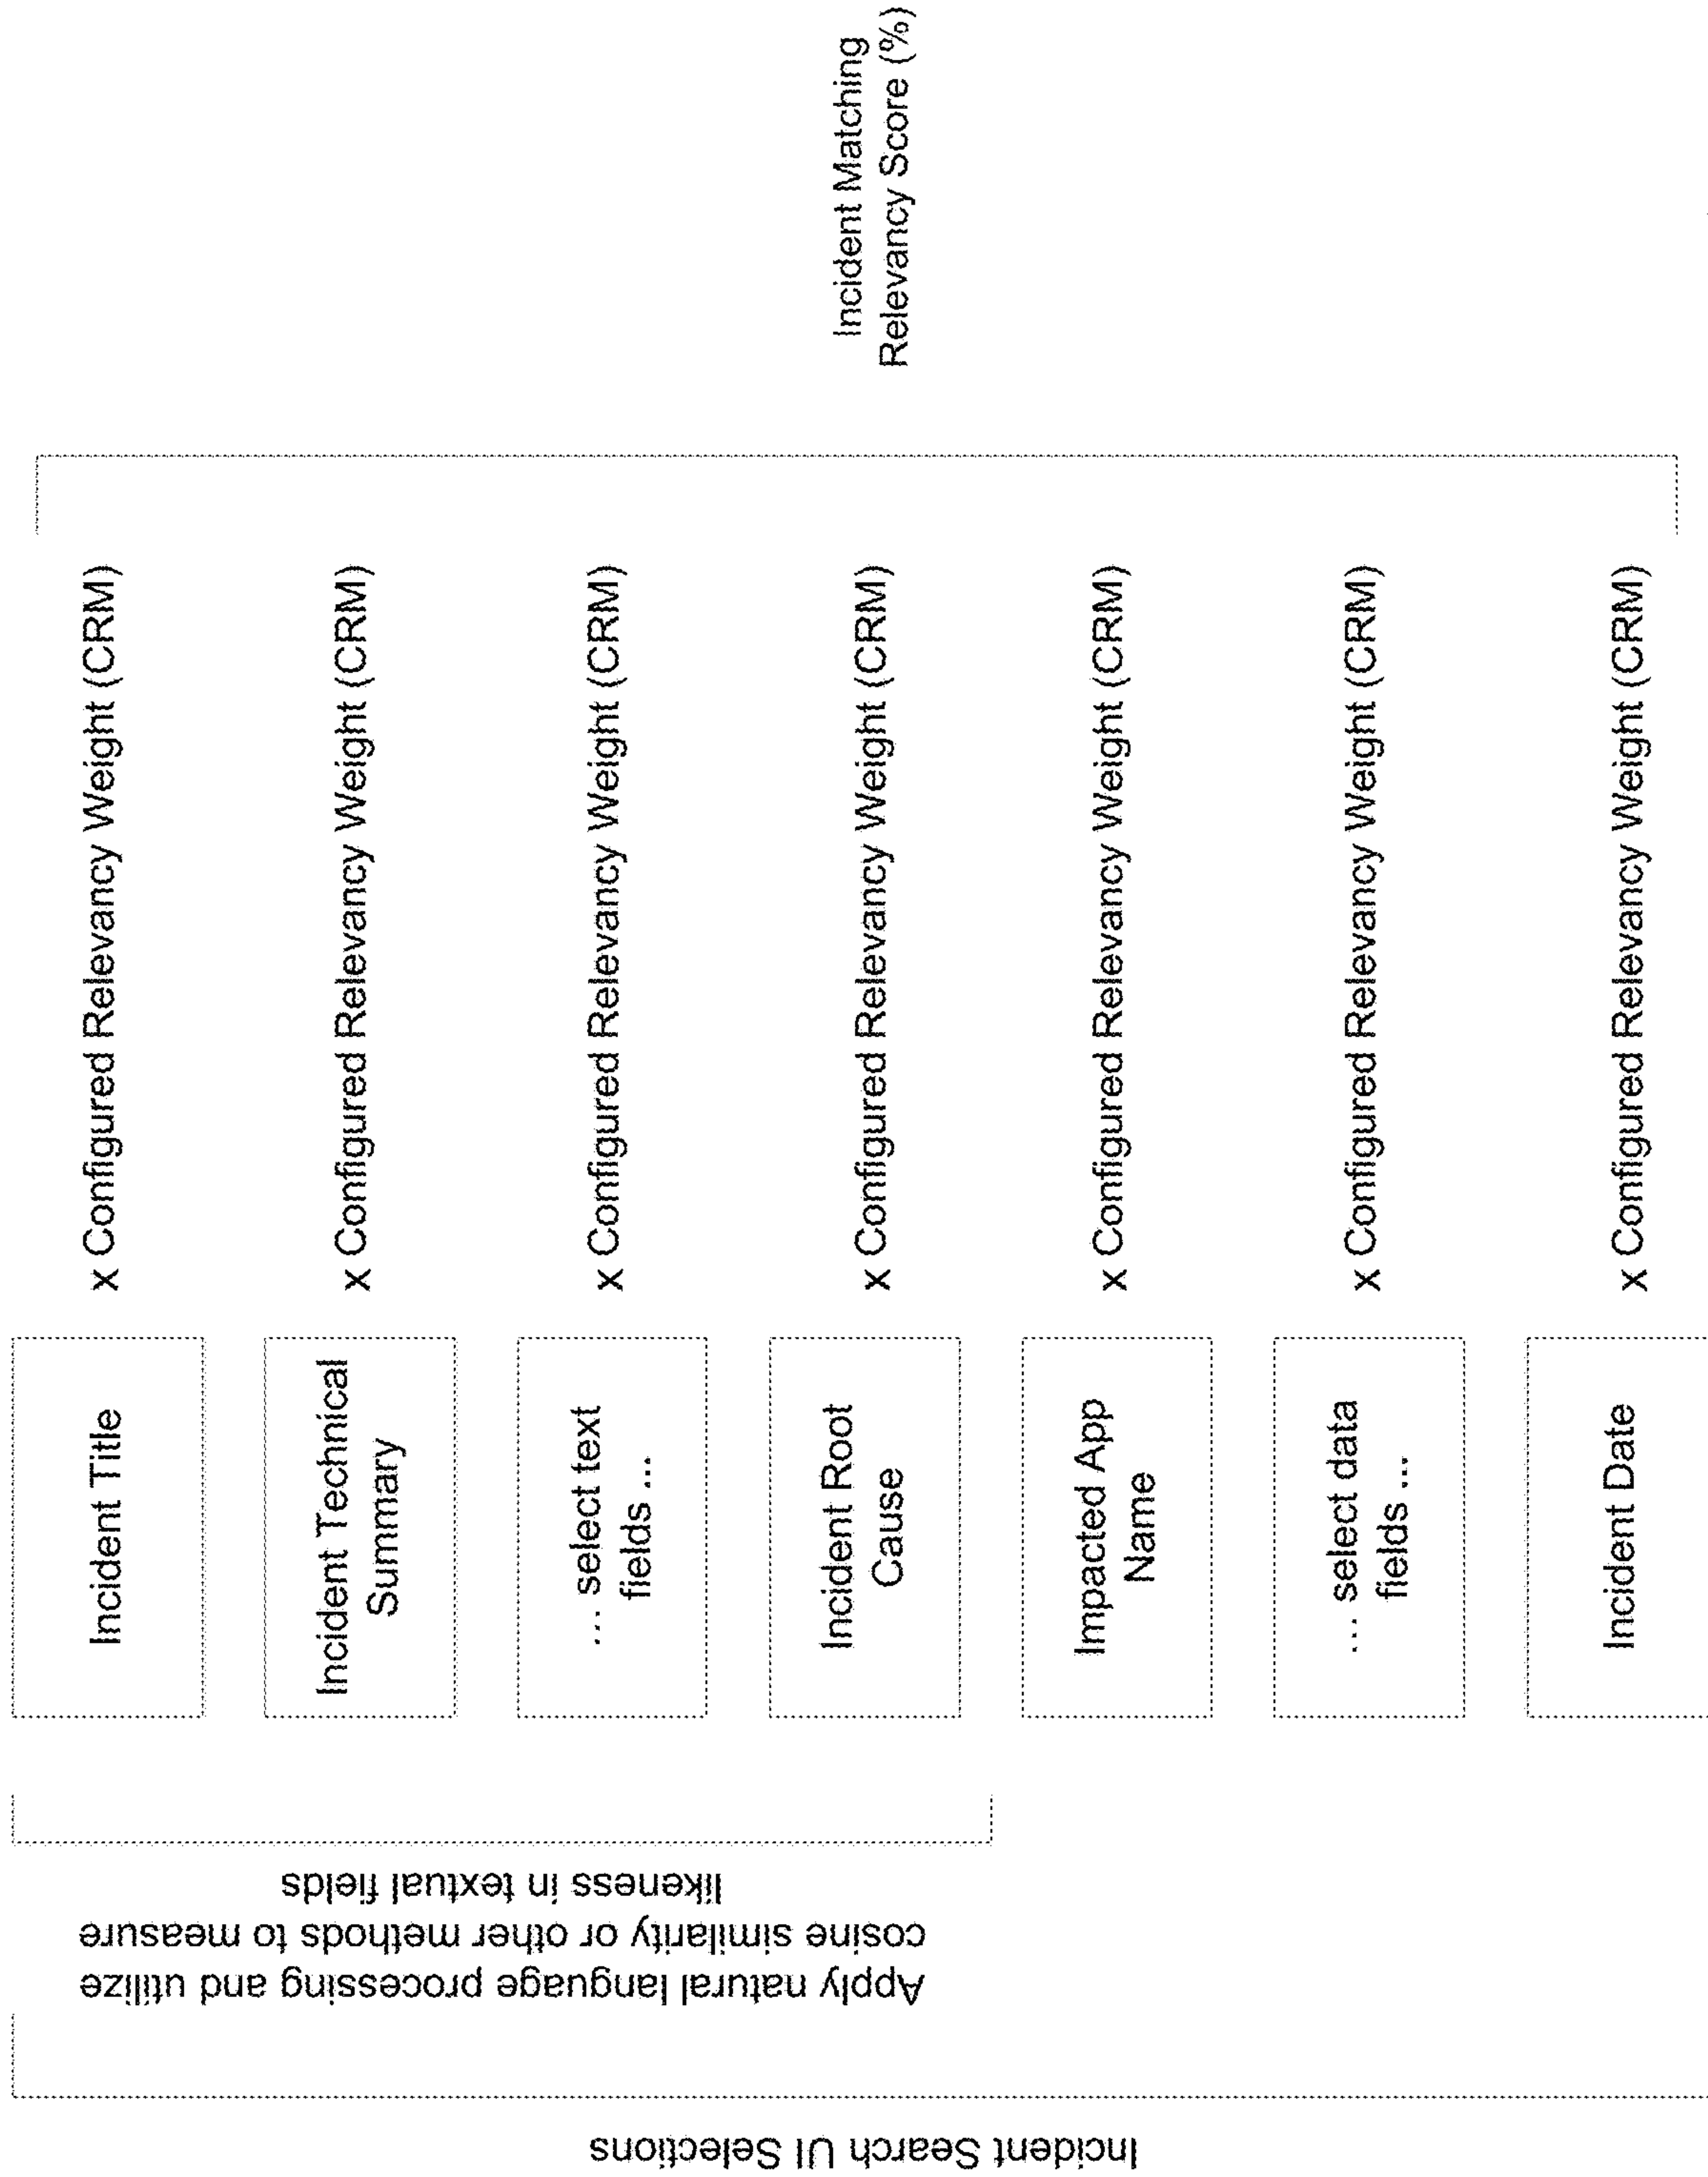 Incident Search UI Selections
Apply natural language processing and utilize
cosine similarity or other methods to measure
likeness in textual fields
Incident Title
x Configured Relevancy Weight (CRM)
Incident Technical
Summary
x Configured Relevancy Weight (CRM)
... select text
fields ...
x Configured Relevancy Weight (CRM)
Incident Root
Cause
x Configured Relevancy Weight (CRM)
Impacted App
Name
x Configured Relevancy Weight (CRM)
... select data
fields ...
x Configured Relevancy Weight (CRM)
Incident Date
x Configured Relevancy Weight (CRM)
Incident Matching
Relevancy Score (%)